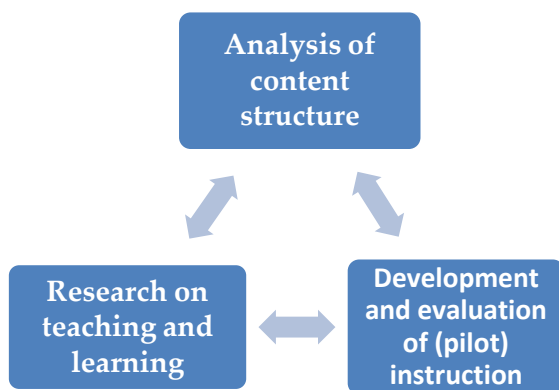 Analysis of
content
structure
Research on
teaching and
learning
Development
and evaluation
of (pilot)
instruction